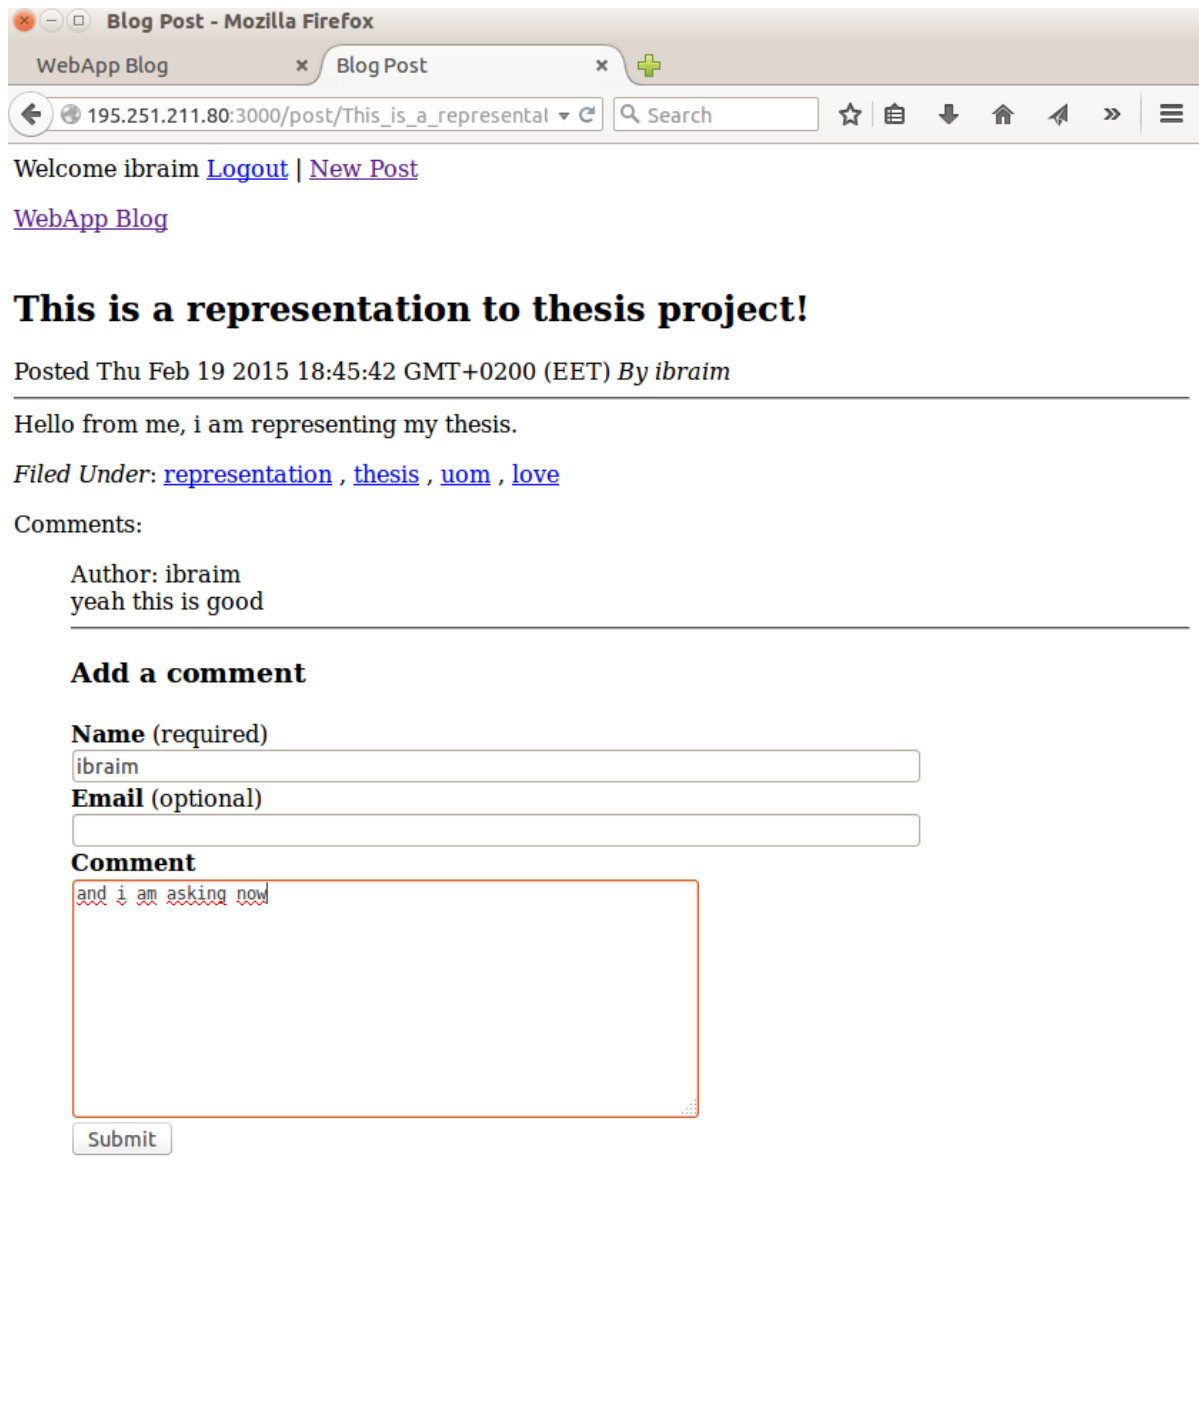 Blog Post - Mozilla Firefox
WebApp Blog
Blog Post
195.251.211.80:3000/post/This_is_a_represental
Search
Welcome ibraim Logout | New Post
WebApp Blog
This is a representation to thesis project!
Posted Thu Feb 19 2015 18:45:42 GMT+0200 (EET) By ibraim
Hello from me, i am representing my thesis.
Filed Under: representation , thesis , uom , love
Comments:
Author: ibraim
yeah this is good
Add a comment
Name (required)
ibraim
Email (optional)
Comment
and i am asking now
Submit